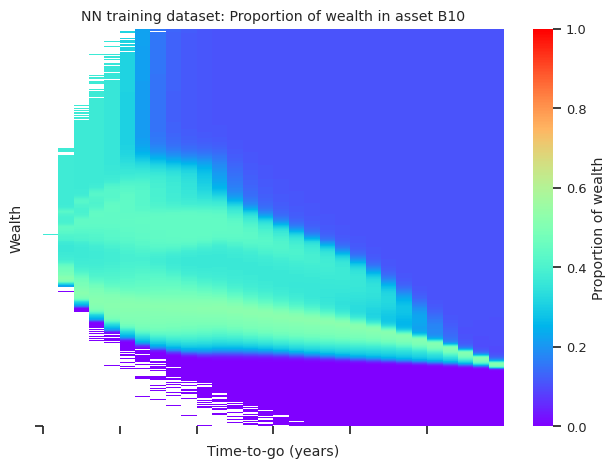 NN training dataset: Proportion of wealth in asset B10
Wealth
Time-to-go (years)
1.0
0.8
0.6
0.4
0.2
0.0
Proportion of wealth